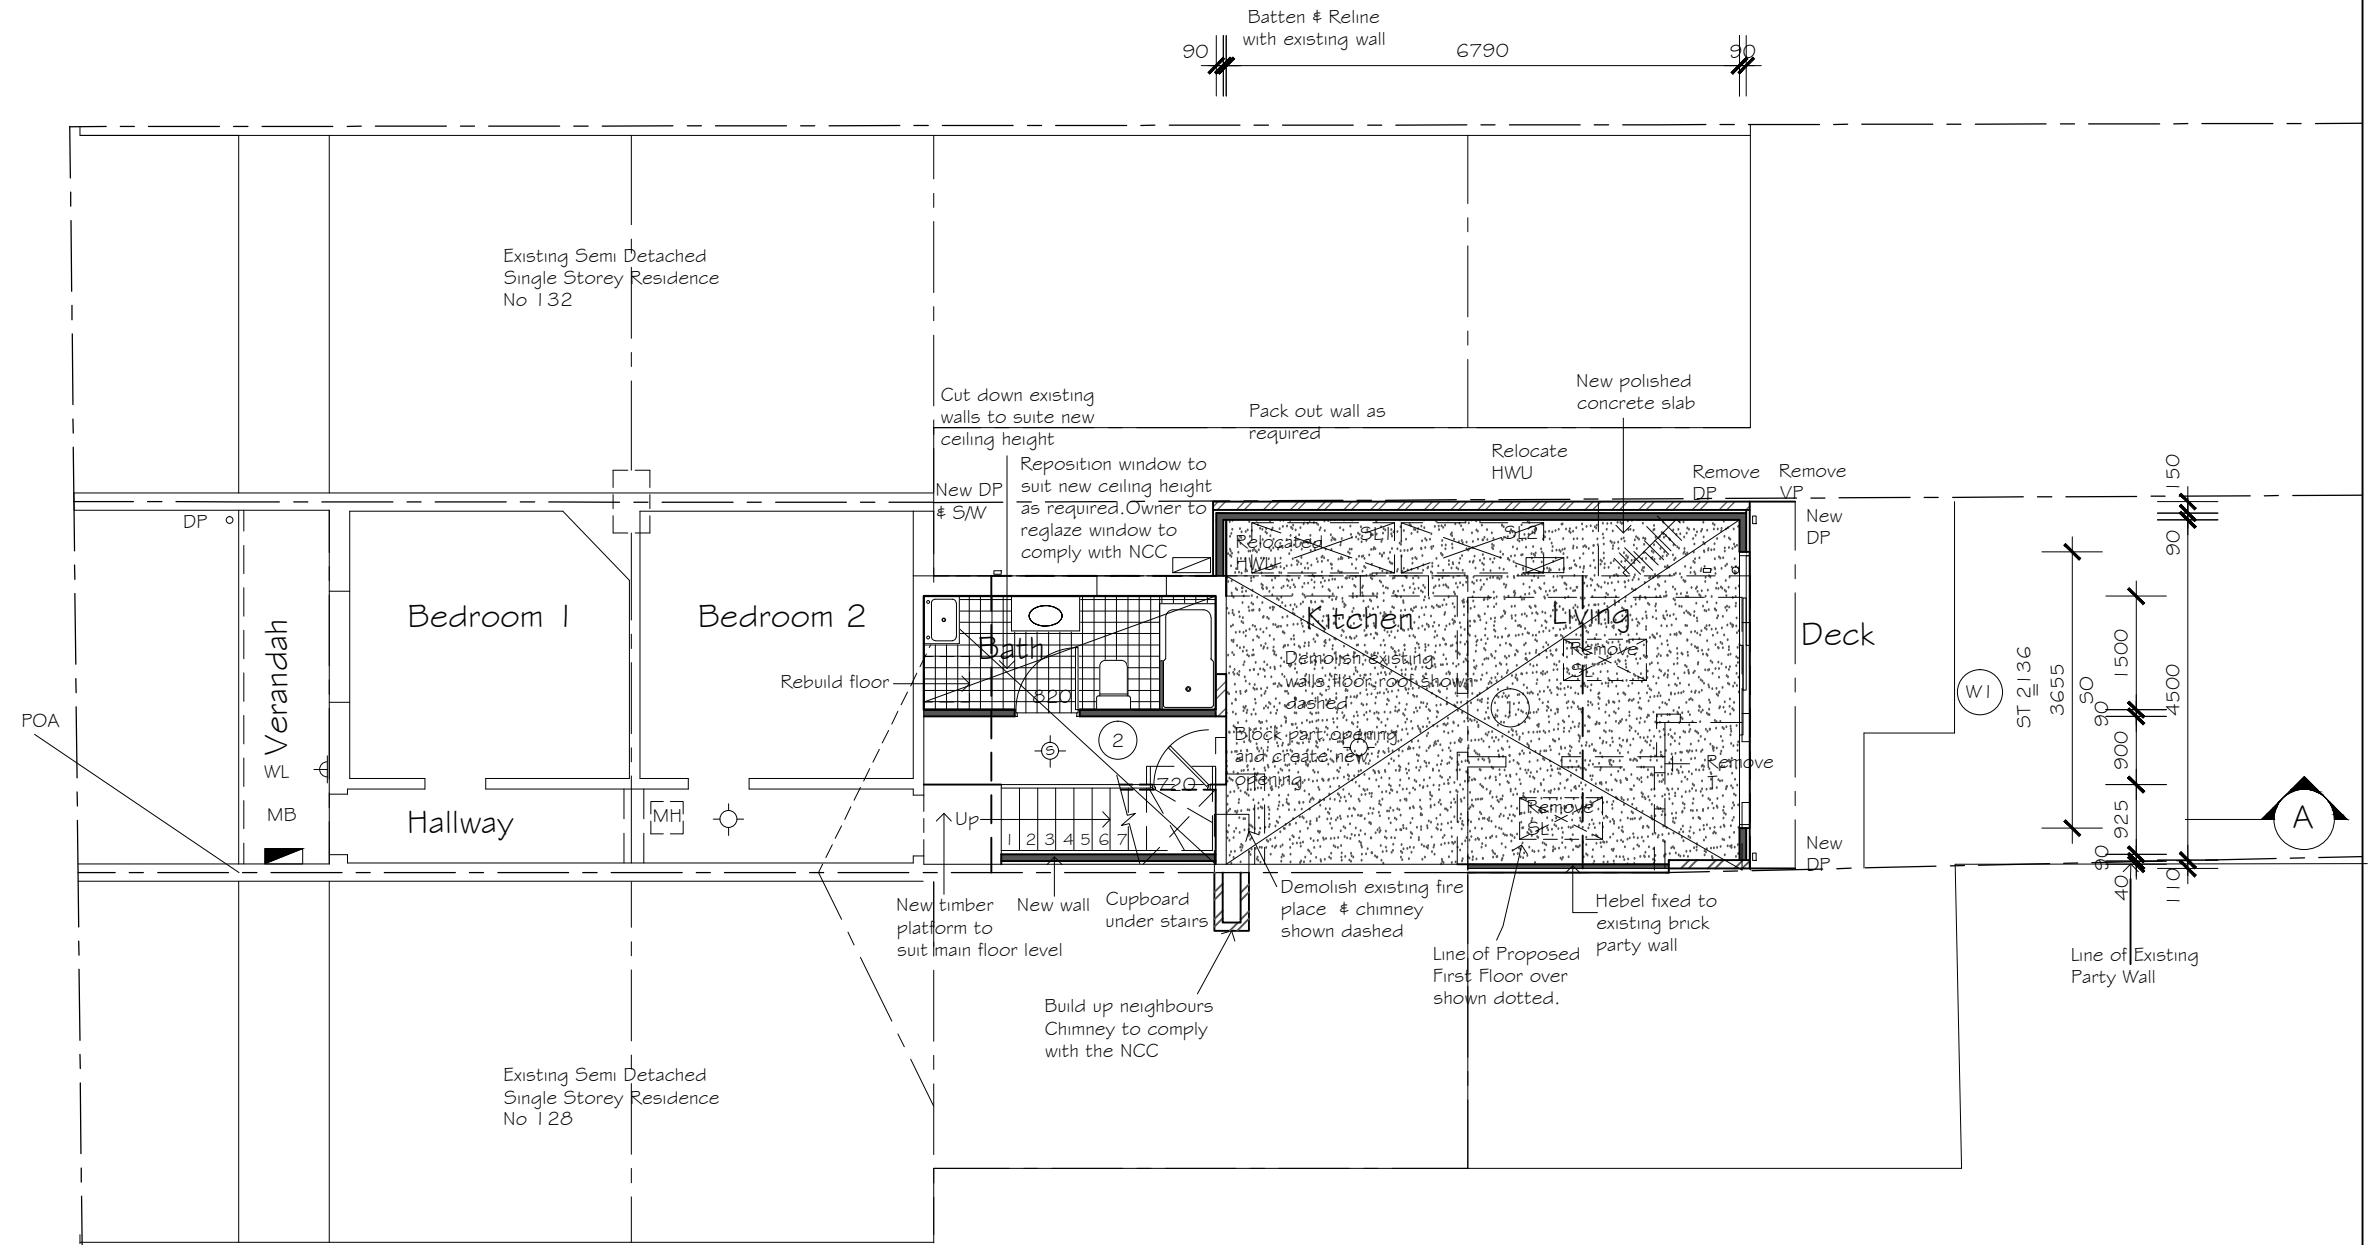 Batten & Reline
with existing wall
90
6790
90
Existing Semi Detached
Single Storey Residence
No 132
Cut down existing
walls to suite new
ceiling height
Pack out wall as
required
New polished
concrete slab
Reposition window to
suit new ceiling height
as required.Owner to
reglaze window to
comply with NCC
Relocate
HWU
Remove
DP
Remove
VP
New DP
& S/W
DP
New
DP
Relocated
HWU
SL1
SL2
Bedroom 1
Bedroom 2
Bath
Kitchen
Living
Deck
Verandah
Rebuild floor
820
Demolish existing
walls floor, roof shown
dashed
Remove
SL
1
W1
ST 2136
3655
50
1500
90
900
925
90
40
150
90
4500
110
POA
WL
MB
Hallway
MH
S
2
Block part opening
and create new
opening
720
Remove
T
Remove
SL
Up
1 2 3 4 5 6 7
A
New
DP
New timber
platform to
suit main floor level
New wall
Cupboard
under stairs
Demolish existing fire
place & chimney
shown dashed
Hebel fixed to
existing brick
party wall
Line of Proposed
First Floor over
shown dotted.
Line of Existing
Party Wall
Build up neighbours
Chimney to comply
with the NCC
Existing Semi Detached
Single Storey Residence
No 128